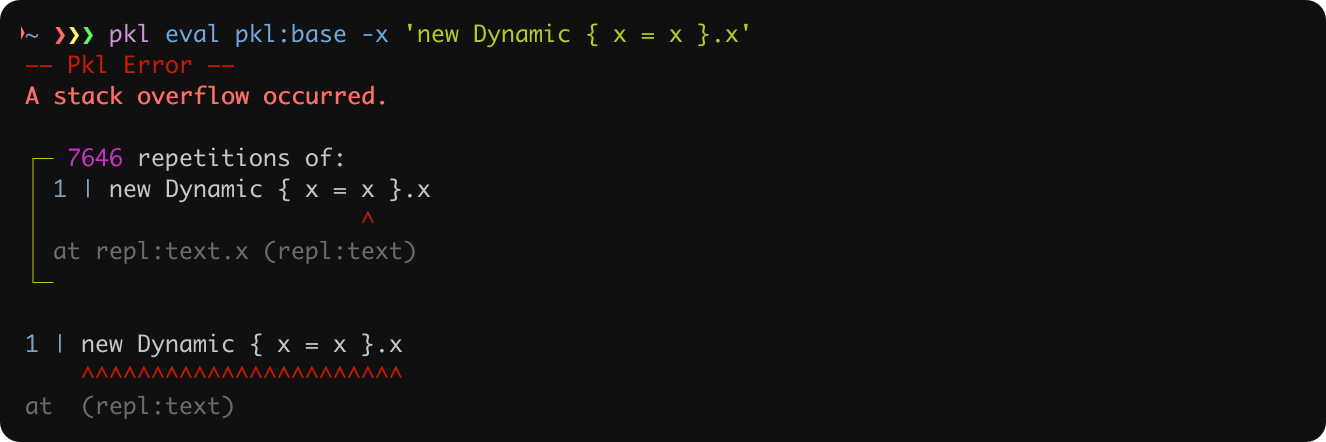 ~ ❯❯❯ pkl eval pkl:base -x 'new Dynamic { x = x }.x'
–– Pkl Error ––
A stack overflow occurred.
┌─ 7646 repetitions of:
│ 1 | new Dynamic { x = x }.x
│                       ^
│ at repl:text.x (repl:text)
└─
1 | new Dynamic { x = x }.x
    ^^^^^^^^^^^^^^^^^^^^^^^
at  (repl:text)